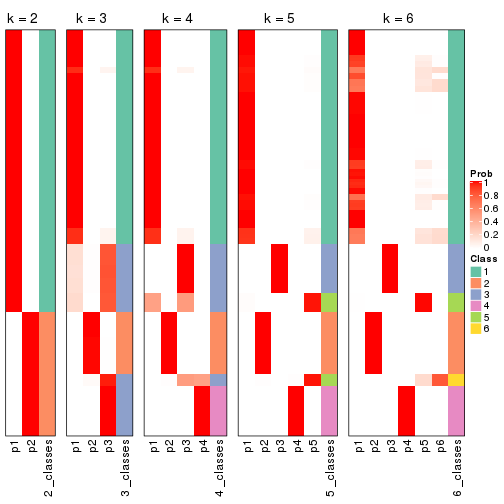 k = 2
k = 3
k = 4
k = 5
k = 6
Prob
1
0.8
0.6
0.4
0.2
0
Class
1
2
3
4
5
6
p1
p2
2_classes
p1
p2
p3
3_classes
p1
p2
p3
p4
4_classes
p1
p2
p3
p4
p5
5_classes
p1
p2
p3
p4
p5
p6
6_classes